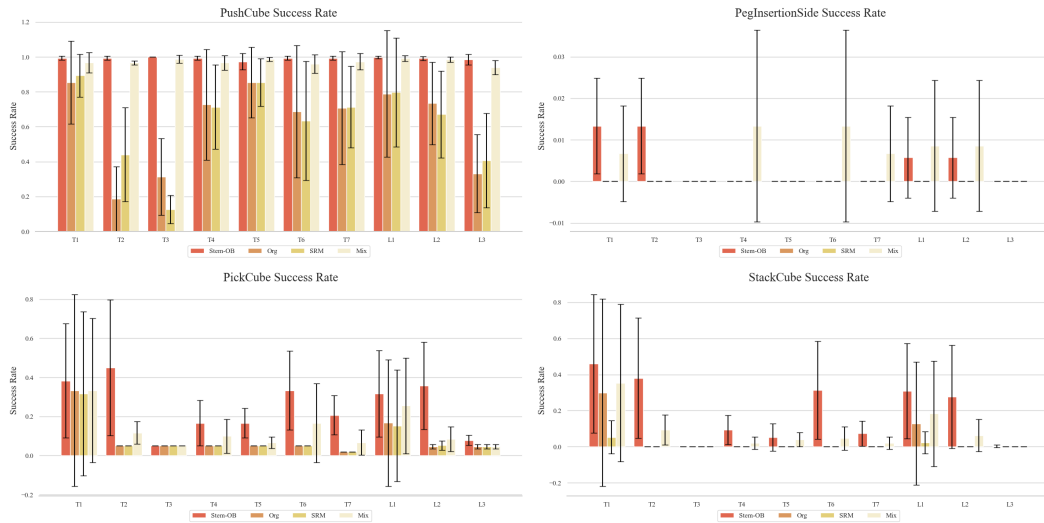 PushCube Success Rate
1.2
1.0
0.8
0.6
0.4
0.2
0.0
Success Rate
T1 T2 T3 T4 T5 T6 T7 L1 L2 L3
Stem-OB Org SRM Mix
PegInsertionSide Success Rate
0.03
0.02
0.01
0.00
−0.01
Success Rate
T1 T2 T3 T4 T5 T6 T7 L1 L2 L3
Stem-OB Org SRM Mix
PickCube Success Rate
0.8
0.6
0.4
0.2
0.0
−0.2
Success Rate
T1 T2 T3 T4 T5 T6 T7 L1 L2 L3
Stem-OB Org SRM Mix
StackCube Success Rate
0.8
0.6
0.4
0.2
0.0
−0.2
Success Rate
T1 T2 T3 T4 T5 T6 T7 L1 L2 L3
Stem-OB Org SRM Mix